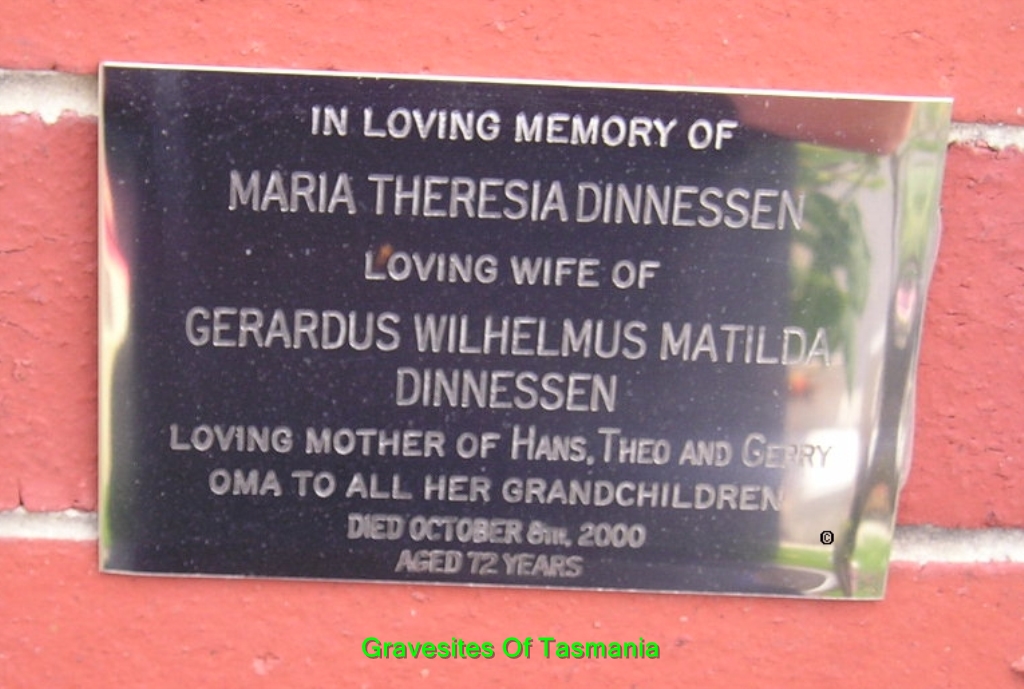 IN LOVING MEMORY OF
MARIA THERESIA DINNESSEN
LOVING WIFE OF
GERARDUS WILHELMUS MATILDA
DINNESSEN
LOVING MOTHER OF HANS, THEO AND GERRY
OMA TO ALL HER GRANDCHILDREN
DIED OCTOBER 8TH, 2000
AGED 72 YEARS
©
Gravesites Of Tasmania